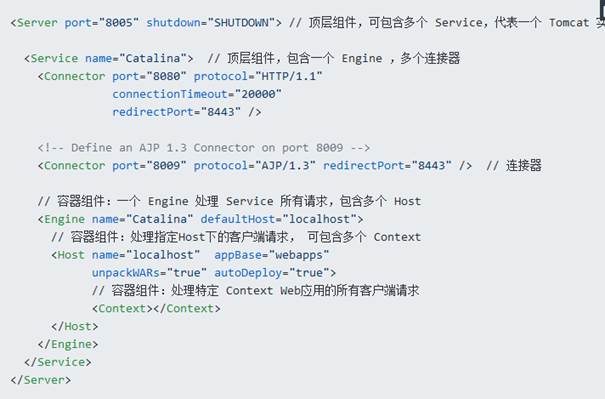 <Server port="8005" shutdown="SHUTDOWN"> // 顶层组件，可包含多个 Service，代表一个 Tomcat
<Service name="Catalina"> // 顶层组件，包含一个 Engine ，多个连接器
<Connector port="8080" protocol="HTTP/1.1"
connectionTimeout="20000"
redirectPort="8443" />
<!-- Define an AJP 1.3 Connector on port 8009 -->
<Connector port="8009" protocol="AJP/1.3" redirectPort="8443" /> // 连接器
// 容器组件：一个 Engine 处理 Service 所有请求，包含多个 Host
<Engine name="Catalina" defaultHost="localhost">
// 容器组件：处理指定Host下的客户端请求， 可包含多个 Context
<Host name="localhost" appBase="webapps"
unpackWARs="true" autoDeploy="true">
// 容器组件：处理特定 Context Web应用的所有客户端请求
<Context></Context>
</Host>
</Engine>
</Service>
</Server>